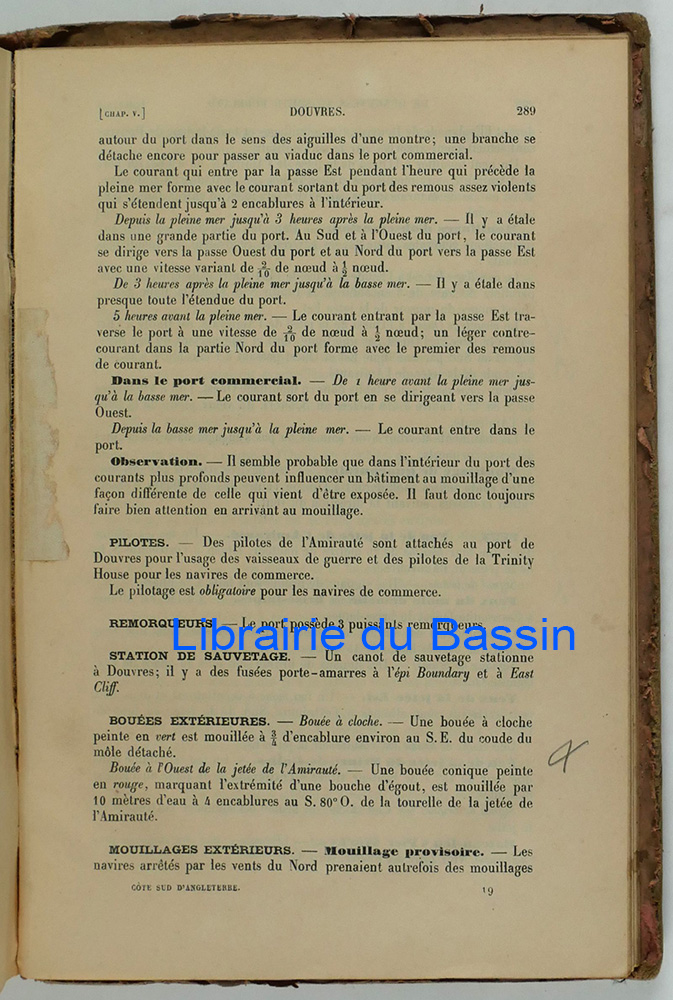 [CHAP. V.] DOUVRES. 289
autour du port dans le sens des aiguilles d'une montre; une branche se
détache encore pour passer au viaduc dans le port commercial.
Le courant qui entre par la passe Est pendant l'heure qui précède la
pleine mer forme avec le courant sortant du port des remous assez violents
qui s'étendent jusqu'à 2 encablures à l'intérieur.
Depuis la pleine mer jusqu'à 3 heures après la pleine mer. — Il y a étale
dans une grande partie du port. Au Sud et à l'Ouest du port, le courant
se dirige vers la passe Ouest du port et au Nord du port vers la passe Est
avec une vitesse variant de 2/10 de nœud à 1/2 nœud.
De 3 heures après la pleine mer jusqu'à la basse mer. — Il y a étale dans
presque toute l'étendue du port.
5 heures avant la pleine mer. — Le courant entrant par la passe Est tra-
verse le port à une vitesse de 2/10 de nœud à 1/2 nœud; un léger contre-
courant dans la partie Nord du port forme avec le premier des remous
de courant.
Dans le port commercial. — De 1 heure avant la pleine mer jus-
qu'à la basse mer. — Le courant sort du port en se dirigeant vers la passe
Ouest.
Depuis la basse mer jusqu'à la pleine mer. — Le courant entre dans le
port.
Observation. — Il semble probable que dans l'intérieur du port des
courants plus profonds peuvent influencer un bâtiment au mouillage d'une
façon différente de celle qui vient d'être exposée. Il faut donc toujours
faire bien attention en arrivant au mouillage.
PILOTES. — Des pilotes de l'Amirauté sont attachés au port de
Douvres pour l'usage des vaisseaux de guerre et des pilotes de la Trinity
House pour les navires de commerce.
Le pilotage est obligatoire pour les navires de commerce.
REMORQUEURS. — Le port possède 3 puissants remorqueurs.
Librairie du Bassin
STATION DE SAUVETAGE. — Un canot de sauvetage stationne
à Douvres; il y a des fusées porte-amarres à l'épi Boundary et à East
Cliff.
BOUÉES EXTÉRIEURES. — Bouée à cloche. — Une bouée à cloche
peinte en vert est mouillée à 3/4 d'encablure environ au S.E. du coude du
môle détaché.
Bouée à l'Ouest de la jetée de l'Amirauté. — Une bouée conique peinte
en rouge, marquant l'extrémité d'une bouche d'égout, est mouillée par
10 mètres d'eau à 4 encablures au S. 80° O. de la tourelle de la jetée de
l'Amirauté.
MOUILLAGES EXTÉRIEURS. — Mouillage provisoire. — Les
navires arrêtés par les vents du Nord prenaient autrefois des mouillages
CÔTE SUD D'ANGLETERRE. 19